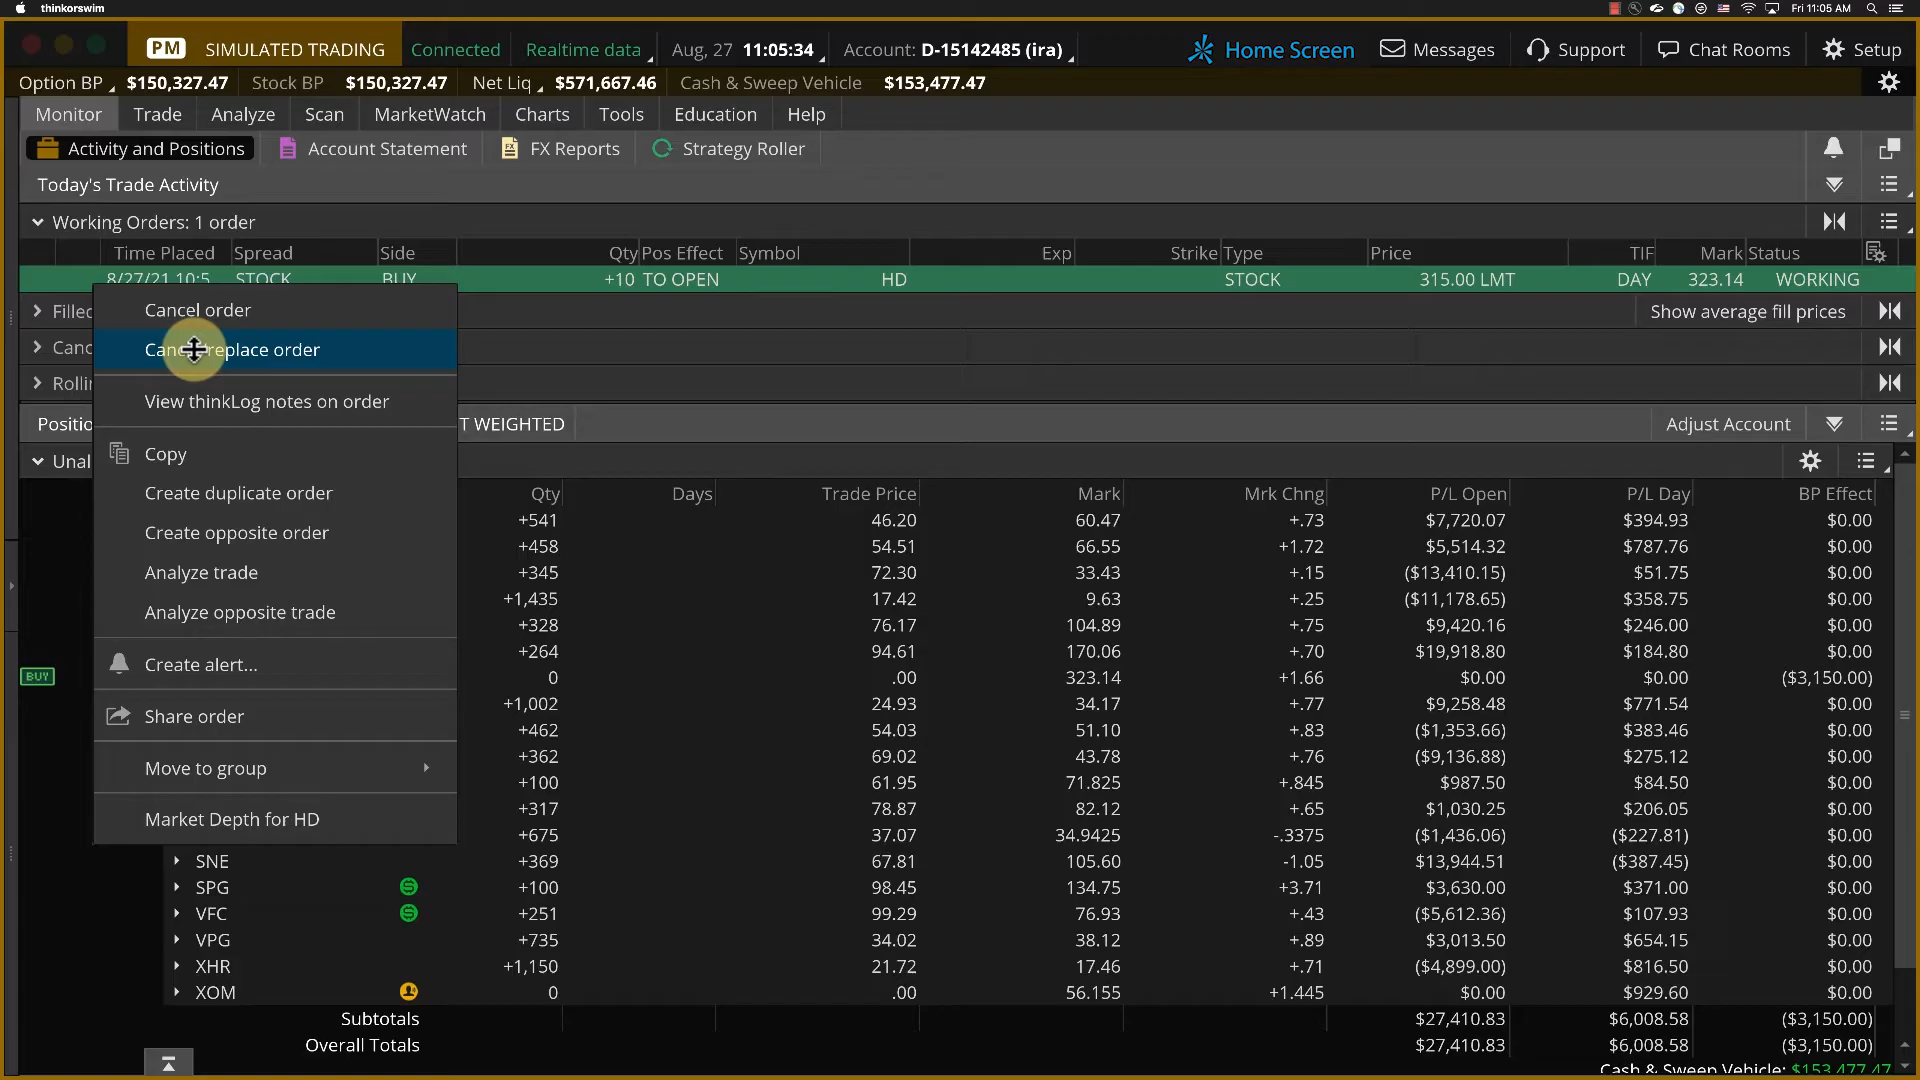 thinkorswim Fri 11:05 AM
PM SIMULATED TRADING Connected Realtime data Aug, 27 11:05:34 Account: D-15142485 (ira) Home Screen Messages Support Chat Rooms Setup
Option BP $150,327.47 Stock BP $150,327.47 Net Liq $571,667.46 Cash & Sweep Vehicle $153,477.47
Monitor Trade Analyze Scan MarketWatch Charts Tools Education Help
Activity and Positions Account Statement FX FX Reports Strategy Roller
Today's Trade Activity
Working Orders: 1 order
Time Placed Spread Side Qty Pos Effect Symbol Exp Strike Type Price TIF Mark Status
8/27/21 10:5 STOCK BUY +10 TO OPEN HD STOCK 315.00 LMT DAY 323.14 WORKING
Cancel order
Filled Show average fill prices
Canc replace order
Canc
Rolli
View thinkLog notes on order
Positio T WEIGHTED Adjust Account
Copy
Unal
Create duplicate order
Create opposite order
Analyze trade
Analyze opposite trade
Create alert...
Share order
Move to group
Market Depth for HD
BUY
Qty Days Trade Price Mark Mrk Chng P/L Open P/L Day BP Effect
+541 46.20 60.47 +.73 $7,720.07 $394.93 $0.00
+458 54.51 66.55 +1.72 $5,514.32 $787.76 $0.00
+345 72.30 33.43 +.15 ($13,410.15) $51.75 $0.00
+1,435 17.42 9.63 +.25 ($11,178.65) $358.75 $0.00
+328 76.17 104.89 +.75 $9,420.16 $246.00 $0.00
+264 94.61 170.06 +.70 $19,918.80 $184.80 $0.00
0 .00 323.14 +1.66 $0.00 $0.00 ($3,150.00)
+1,002 24.93 34.17 +.77 $9,258.48 $771.54 $0.00
+462 54.03 51.10 +.83 ($1,353.66) $383.46 $0.00
+362 69.02 43.78 +.76 ($9,136.88) $275.12 $0.00
+100 61.95 71.825 +.845 $987.50 $84.50 $0.00
+317 78.87 82.12 +.65 $1,030.25 $206.05 $0.00
+675 37.07 34.9425 -.3375 ($1,436.06) ($227.81) $0.00
SNE +369 67.81 105.60 -1.05 $13,944.51 ($387.45) $0.00
SPG +100 98.45 134.75 +3.71 $3,630.00 $371.00 $0.00
VFC +251 99.29 76.93 +.43 ($5,612.36) $107.93 $0.00
VPG +735 34.02 38.12 +.89 $3,013.50 $654.15 $0.00
XHR +1,150 21.72 17.46 +.71 ($4,899.00) $816.50 $0.00
XOM 0 .00 56.155 +1.445 $0.00 $929.60 $0.00
Subtotals $27,410.83 $6,008.58 ($3,150.00)
Overall Totals $27,410.83 $6,008.58 ($3,150.00)
Cash & Sweep Vehicle: $153,477.47